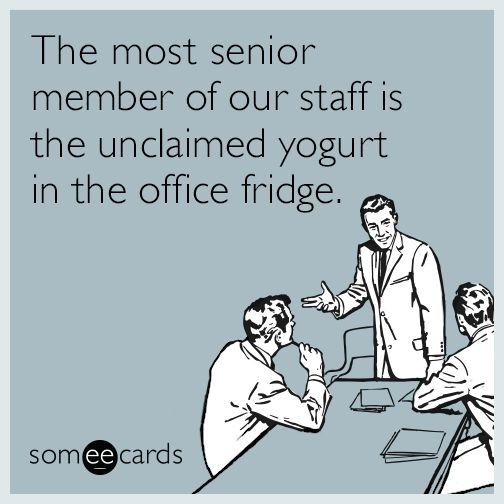 The most senior
member of our staff is
the unclaimed yogurt
in the office fridge.
someecards